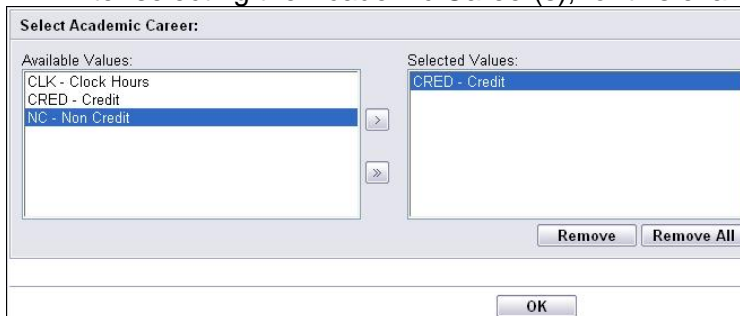 Select Academic Career:
Available Values:
CLK - Clock Hours
CRED - Credit
NC - Non Credit
>
»
Selected Values:
CRED - Credit
Remove Remove All
OK